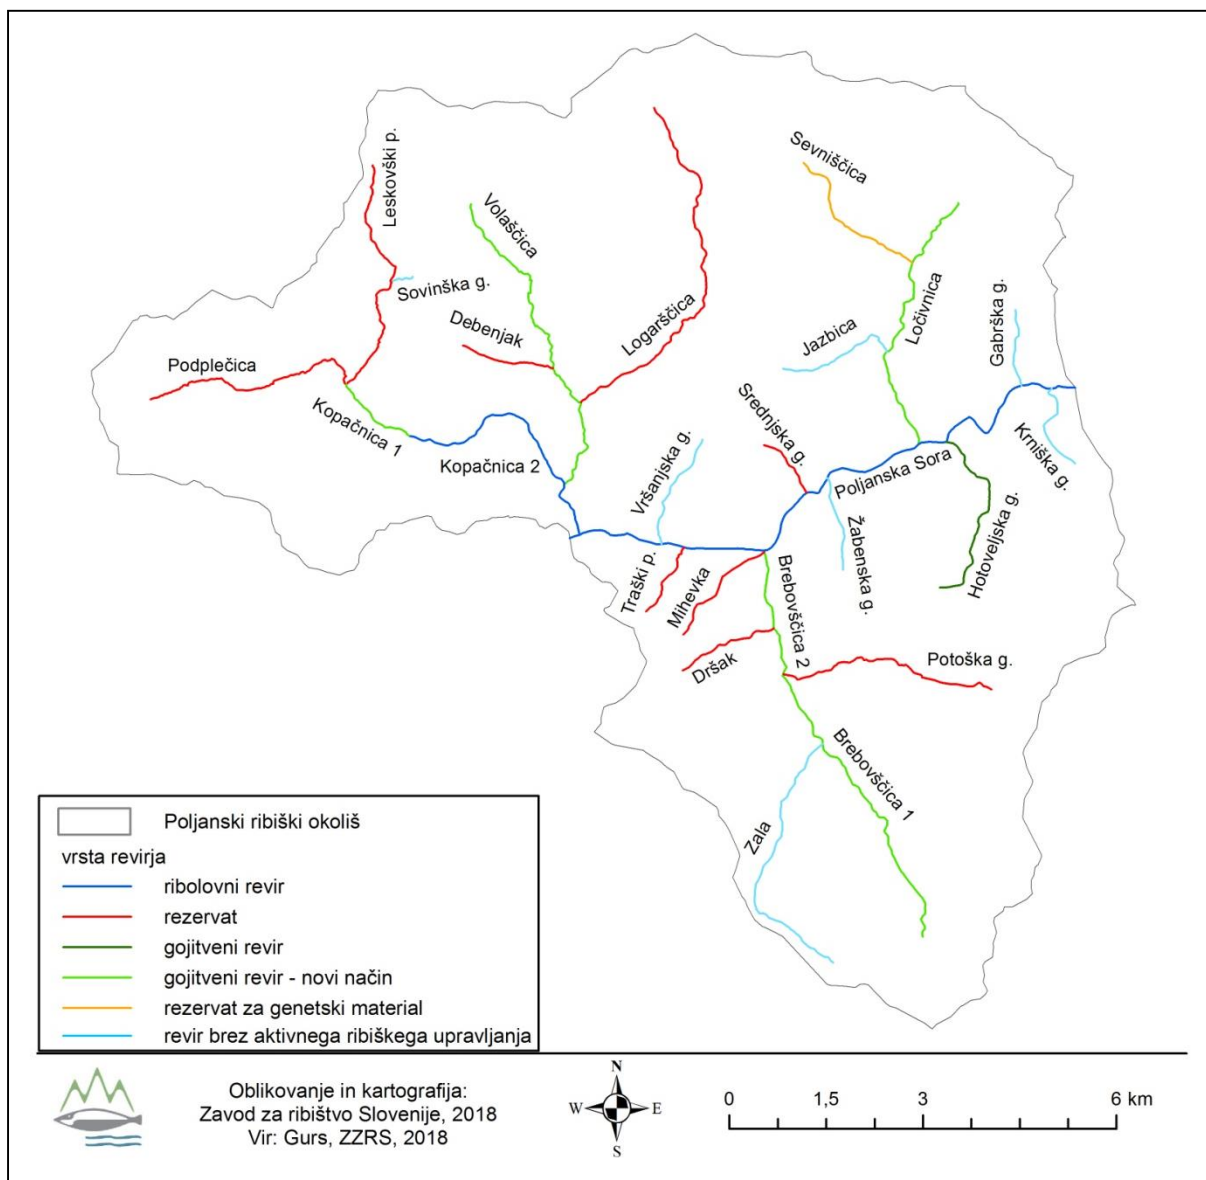 Leskovški p.
Sevniščica
Volaščica
Sovinška g.
Ločivnica
Gabrška g.
Logarščica
Debenjak
Jazbica
Podplečica
Srednjska g.
Kopačnica 1
Krniška g.
Kopačnica 2
Vršanjska g.
Poljanska Sora
Žabenska g.
Hotoveljska g.
Traški p.
Mihevka
Brebovščica 2
Dršak
Potoška g.
Brebovščica 1
Zala
Poljanski ribiški okoliš
vrsta revirja
ribolovni revir
rezervat
gojitveni revir
gojitveni revir - novi način
rezervat za genetski material
revir brez aktivnega ribiškega upravljanja
Oblikovanje in kartografija:
Zavod za ribištvo Slovenije, 2018
Vir: Gurs, ZZRS, 2018
N
W E
S
0 1,5 3 6 km